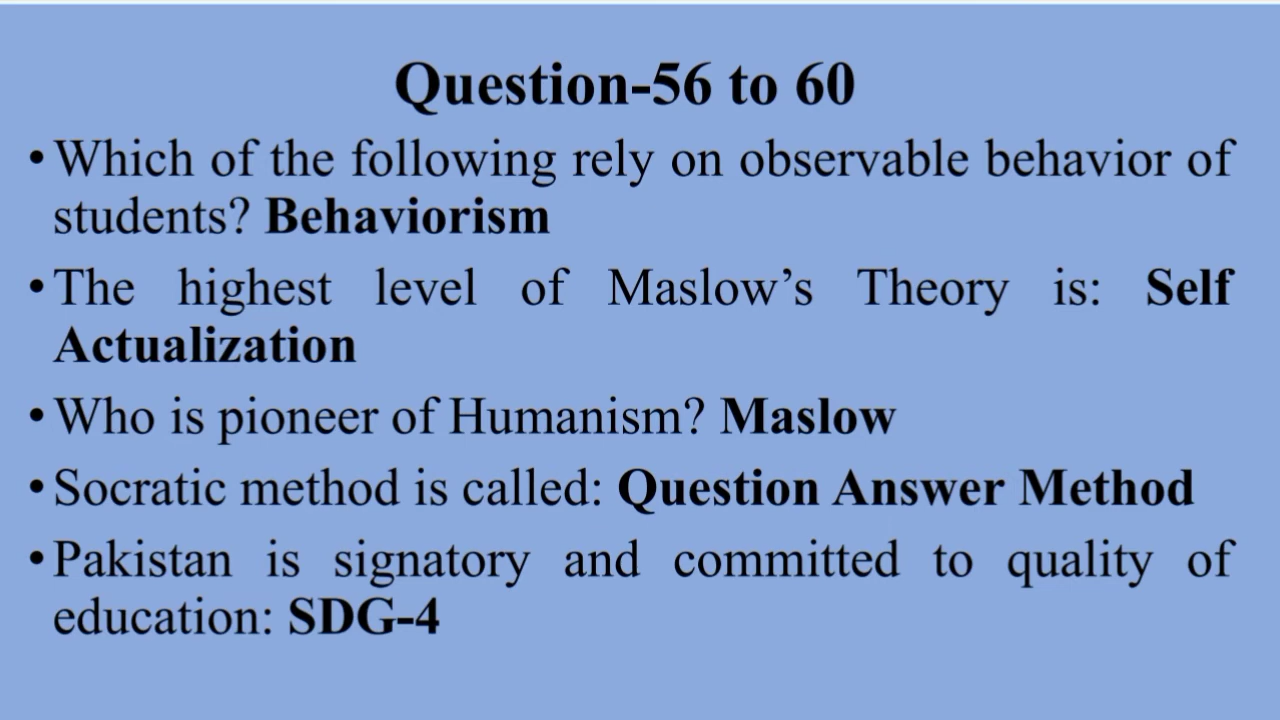 Question-56 to 60
• Which of the following rely on observable behavior of
students? Behaviorism
• The highest level of Maslow’s Theory is: Self
Actualization
• Who is pioneer of Humanism? Maslow
• Socratic method is called: Question Answer Method
• Pakistan is signatory and committed to quality of
education: SDG-4